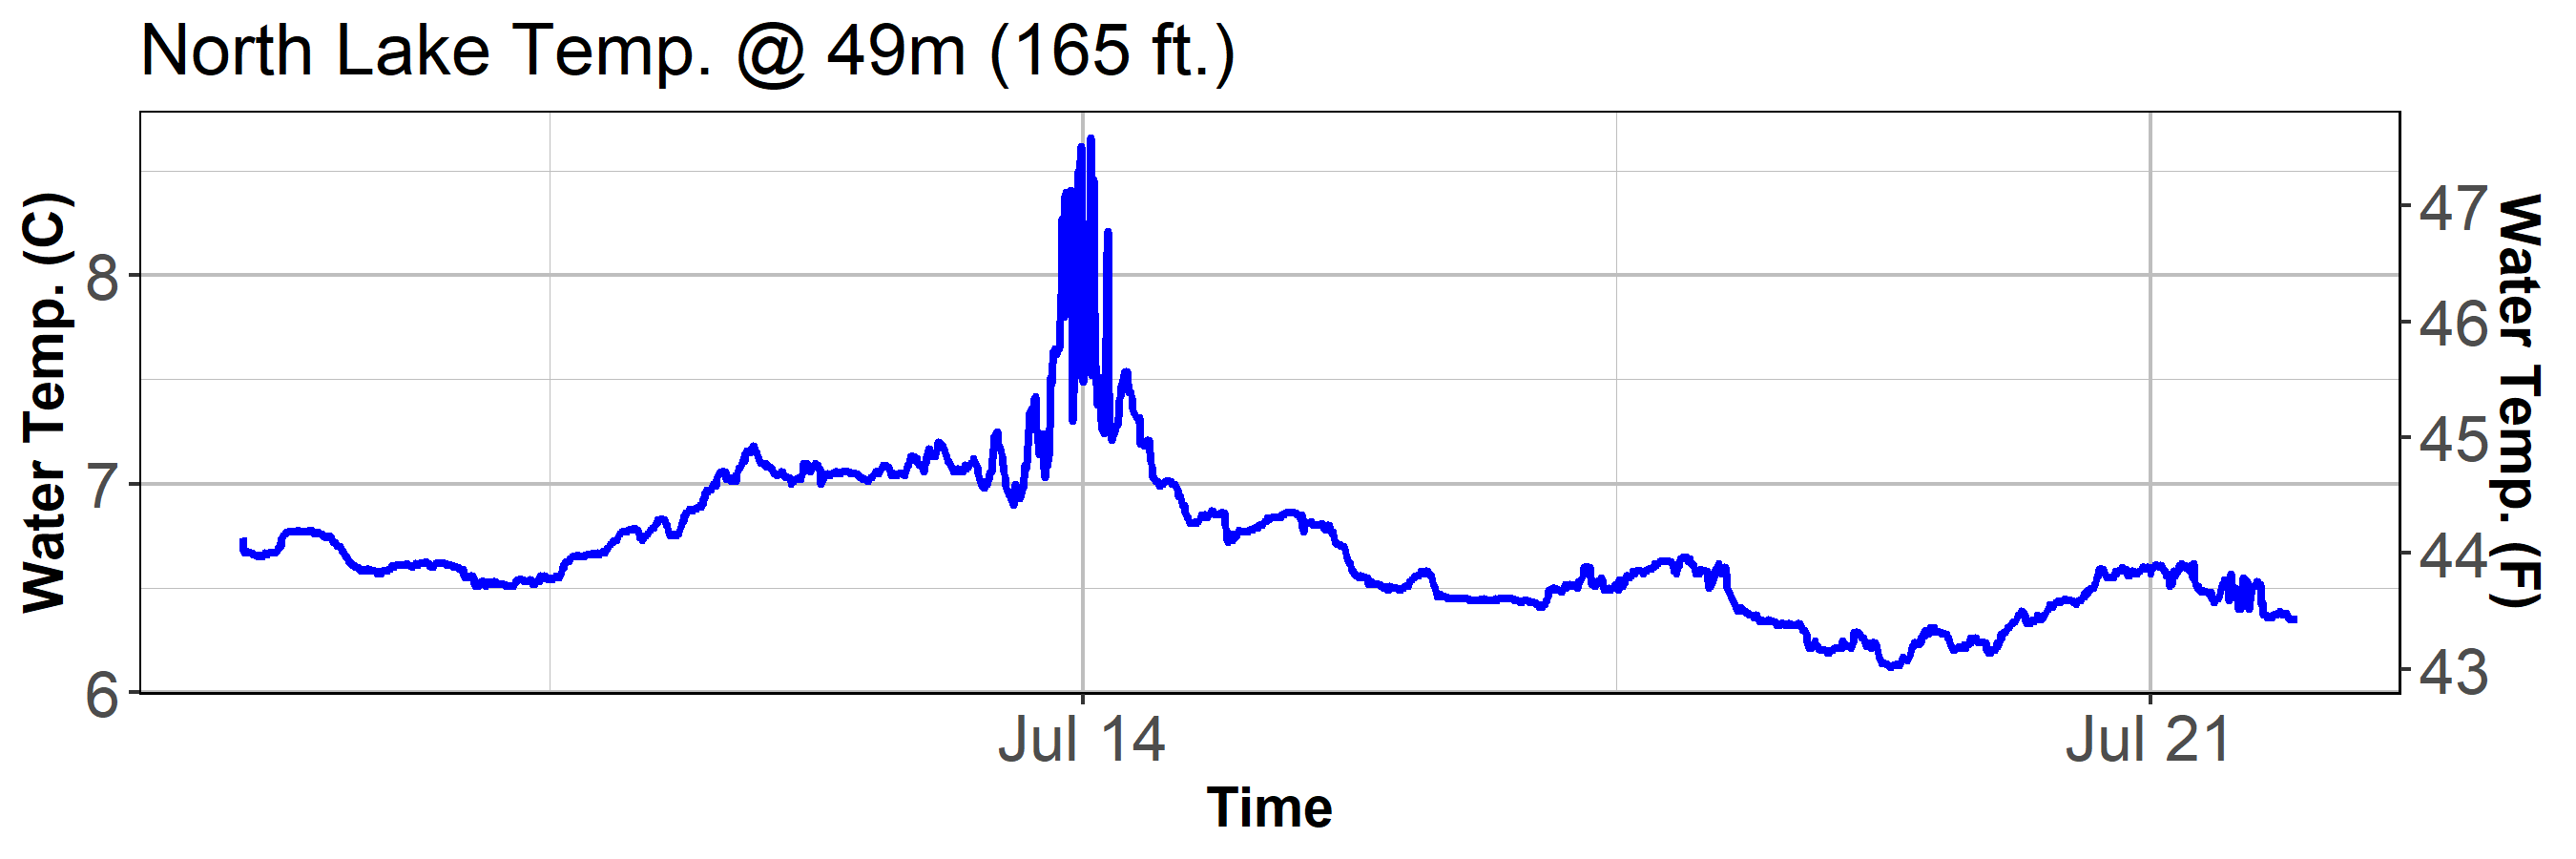 North Lake Temp. @ 49m (165 ft.)
Water Temp. (C)
8
7
6
47
46
45
44
43
Water Temp. (F)
Jul 14
Jul 21
Time